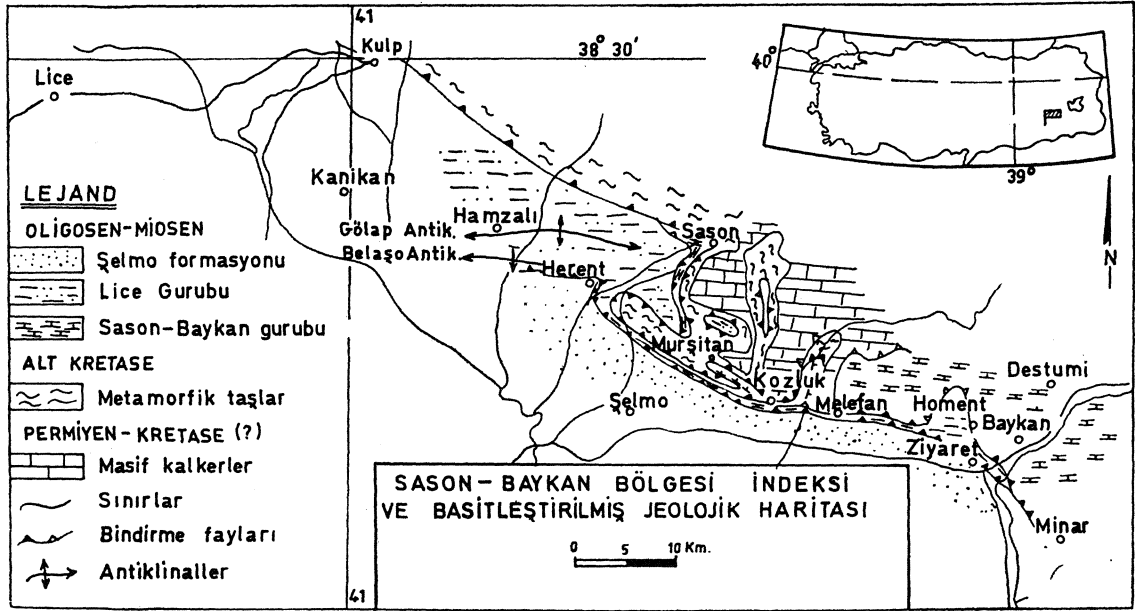 41
Kulp
38° 30'
Lice
40°
39°
Kanikan
LEJAND
OLİGOSEN-MİOSEN
Şelmo formasyonu
Lice Gurubu
Sason-Baykan gurubu
ALT KRETASE
Metamorfik taşlar
PERMİYEN-KRETASE (?)
Masif kalkerler
Sınırlar
Bindirme fayları
Antiklinaller
Hamzalı
Gölap Antik.
Belaşo Antik.
Sason
Herent
N
Murşitan
Kozluk
Şelmo
Melefan
Homent
Destumi
Baykan
Ziyaret
Minar
SASON-BAYKAN BÖLGESİ İNDEKSİ
VE BASİTLEŞTİRİLMİŞ JEOLOJİK HARİTASI
0 5 10 Km.
41